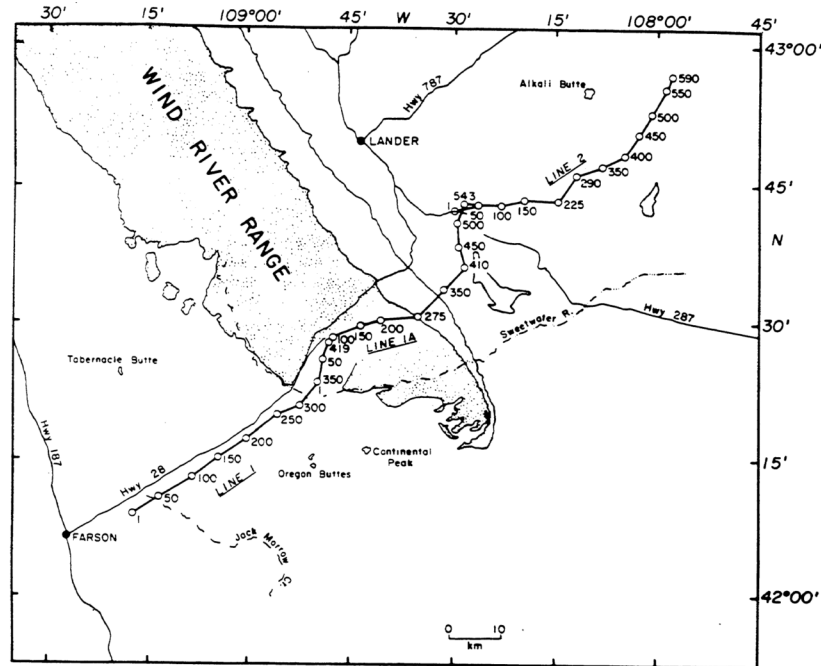 30' 15' 109°00' 45' W 30' 15' 108°00' 45'
43°00'
590
Alkali Butte
550
Hwy 787
WIND RIVER RANGE
500
LANDER
450
LINE 2
400
350
290
45'
543
1 50 100 150 225
500
N
450
410
350
Hwy 287
Sweetwater R.
275
200
30'
150
100
LINE 1A
419
Tabernacle Butte
50
350
1
300
250
200
Continental
Peak
15'
150
Hwy 187
Hwy 28
Oregon Buttes
100
LINE 1
50
1
FARSON
Jack Morrow Cr.
42°00'
0 10
km